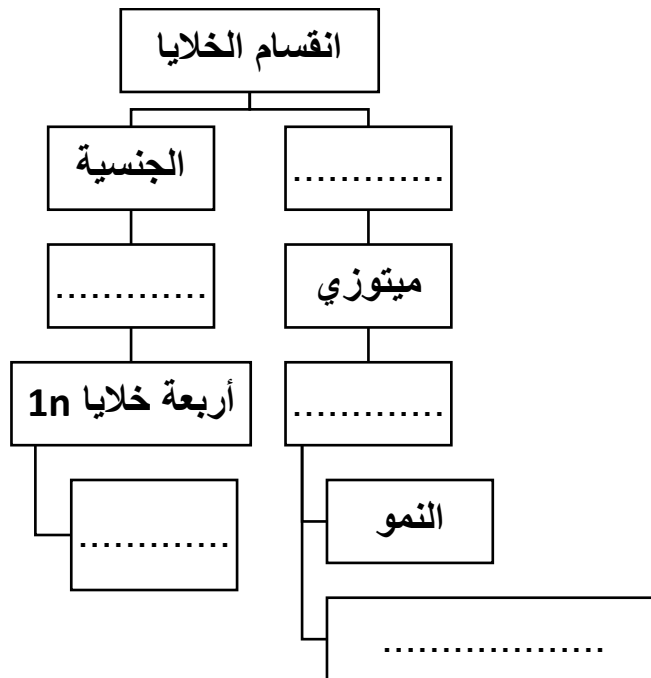 انقسام الخلايا
.............
الجنسية
ميتوزي
.............
.............
أربعة خلايا 1n
النمو
.............
...................